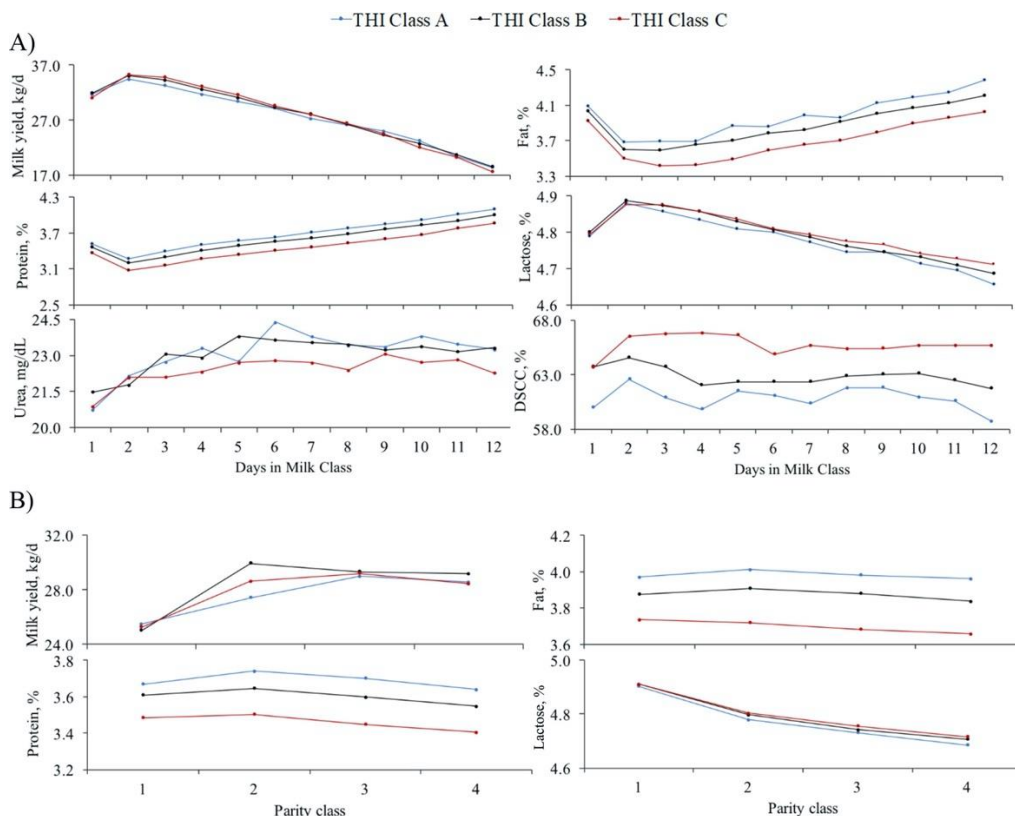 THI Class A THI Class B THI Class C
A)
Milk yield, kg/d
37.0
27.0
17.0
Fat, %
4.5
4.1
3.7
3.3
Protein, %
4.3
3.7
3.1
2.5
Lactose, %
4.9
4.8
4.7
4.6
Urea, mg/dL
24.5
23.0
21.5
20.0
1 2 3 4 5 6 7 8 9 10 11 12
Days in Milk Class
DSCC, %
68.0
63.0
58.0
1 2 3 4 5 6 7 8 9 10 11 12
Days in Milk Class
B)
Milk yield, kg/d
32.0
28.0
24.0
Fat, %
4.2
4.0
3.8
3.6
Protein, %
3.8
3.6
3.4
3.2
1 2 3 4
Parity class
Lactose, %
5.0
4.8
4.6
1 2 3 4
Parity class